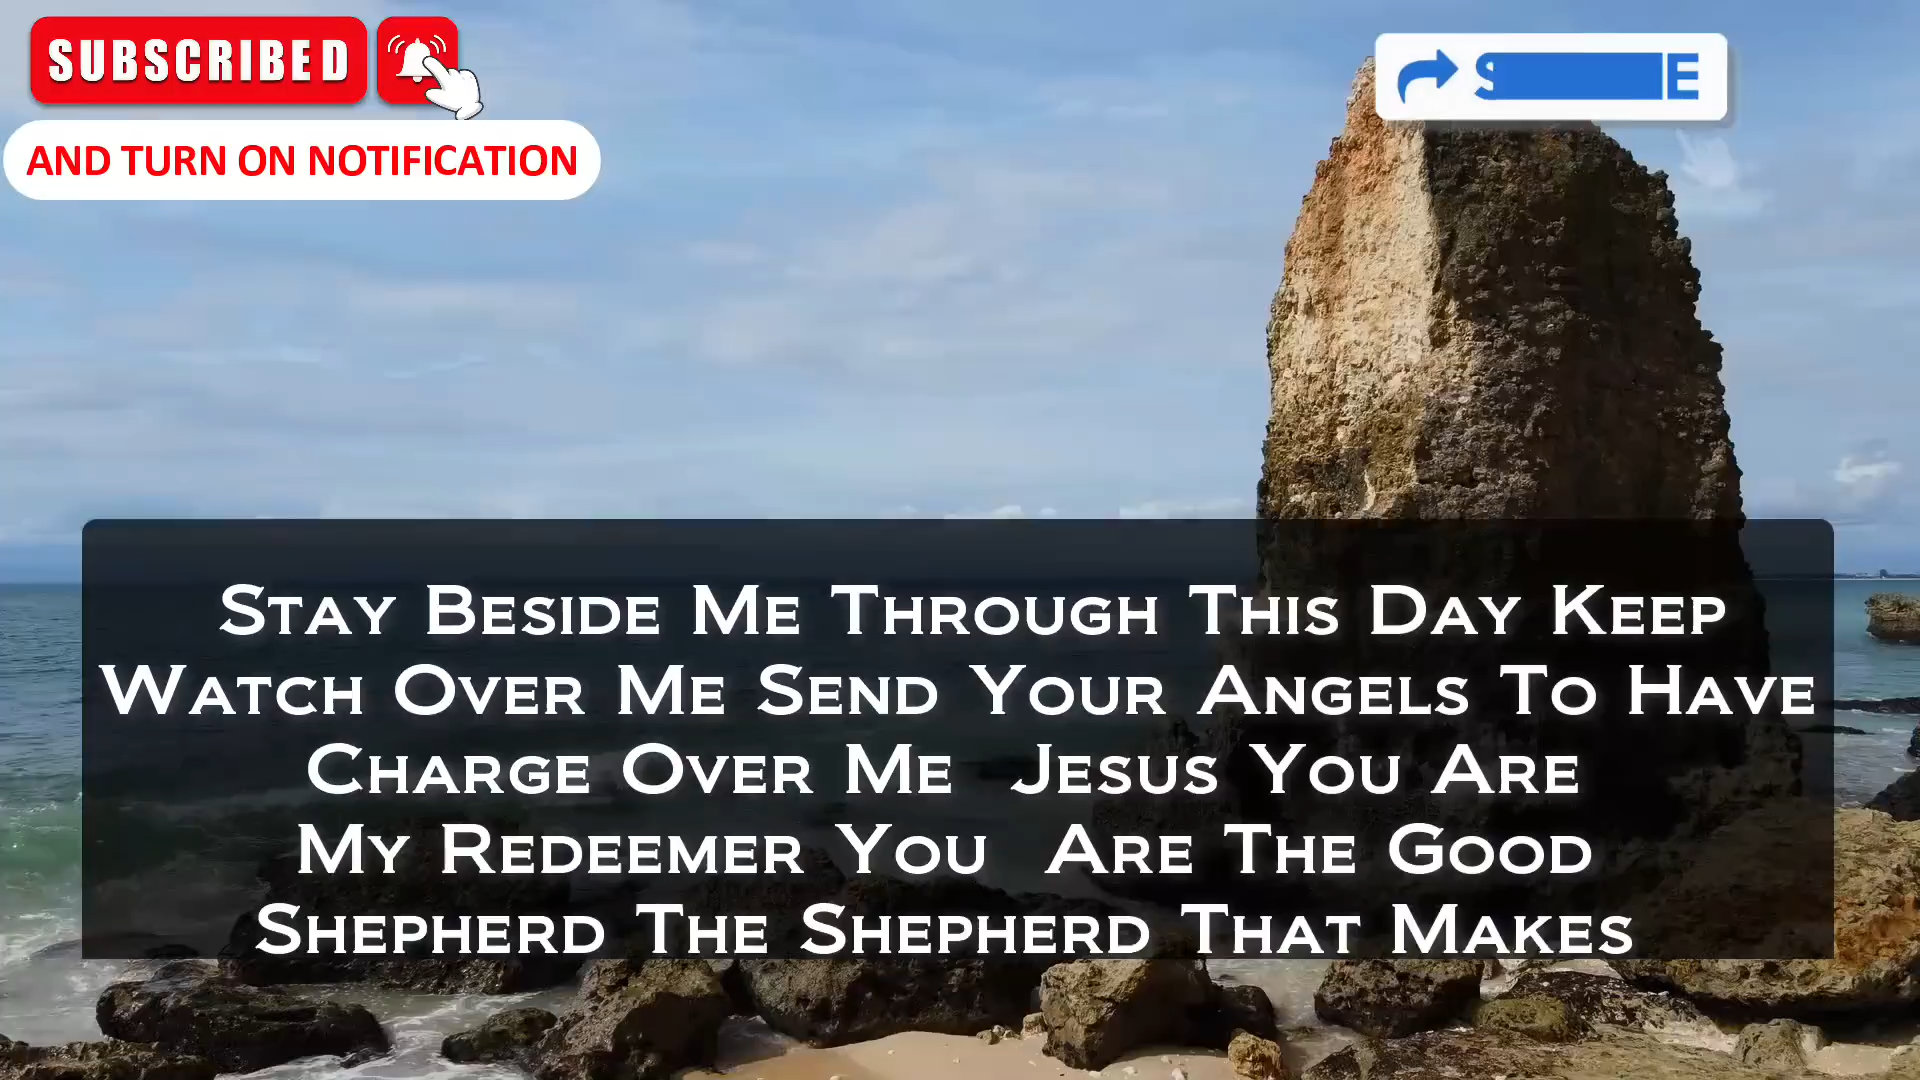 SUBSCRIBED
AND TURN ON NOTIFICATION
Stay Beside Me Through This Day Keep
Watch Over Me Send Your Angels To Have
Charge Over Me Jesus You Are
My Redeemer You Are The Good
Shepherd The Shepherd That Makes